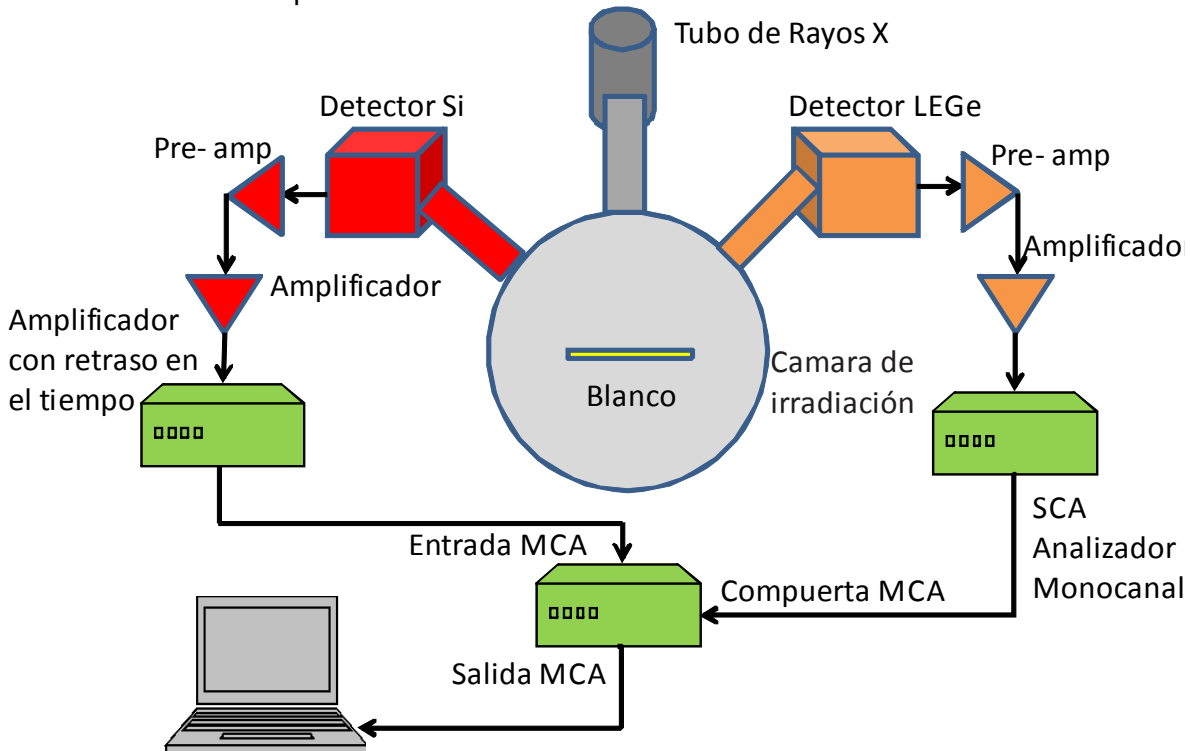 Tubo de Rayos X
Detector Si
Detector LEGe
Pre- amp
Pre- amp
Amplificador
Amplificador
Amplificador
con retraso en
el tiempo
Blanco
Camara de
irradiación
SCA
Analizador
Monocanal
Entrada MCA
Compuerta MCA
Salida MCA